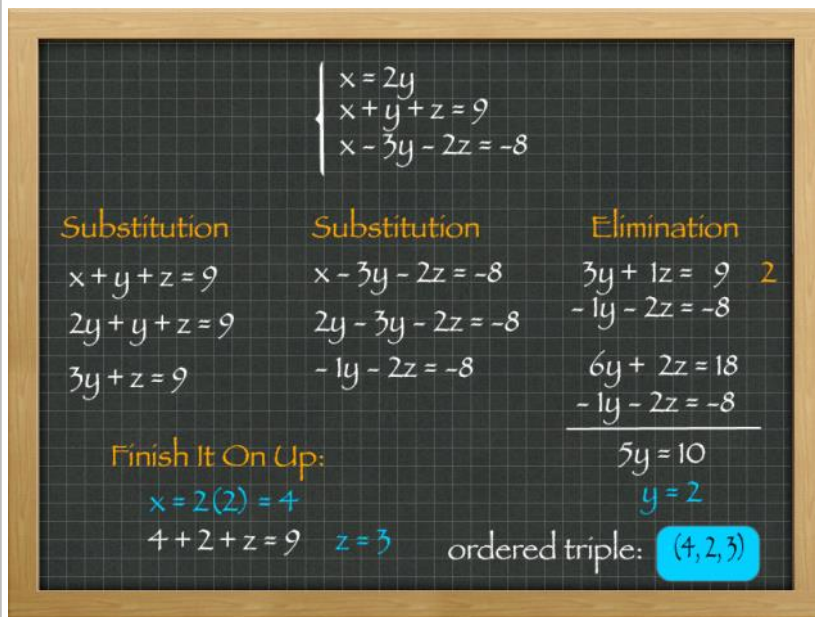 x = 2y
x + y + z = 9
x - 3y - 2z = -8
Substitution
x + y + z = 9
2y + y + z = 9
3y + z = 9
Substitution
x - 3y - 2z = -8
2y - 3y - 2z = -8
- 1y - 2z = -8
Elimination
3y + 1z = 9 2
- 1y - 2z = -8
6y + 2z = 18
- 1y - 2z = -8
5y = 10
y = 2
Finish It On Up:
x = 2(2) = 4
4 + 2 + z = 9 z = 3
ordered triple: (4, 2, 3)